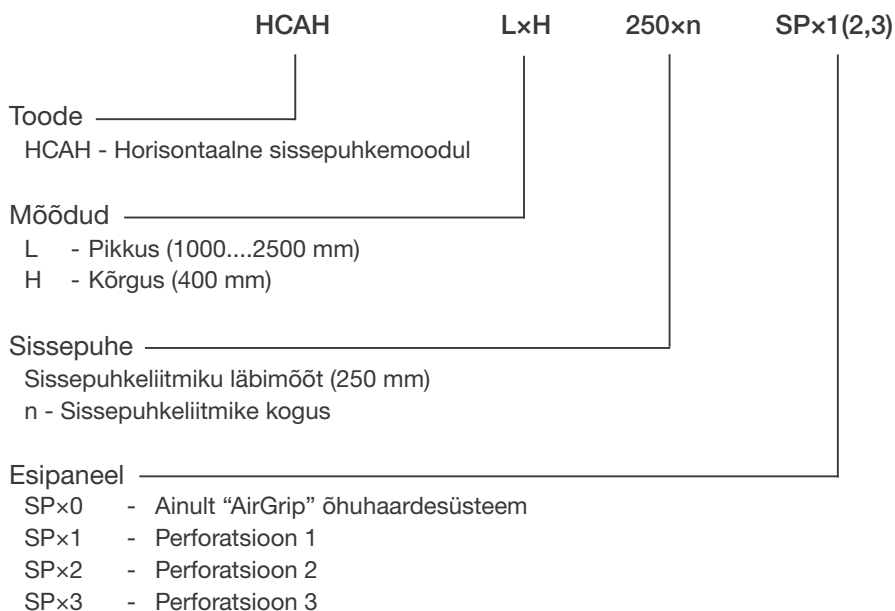 HCAH L×H 250×n SP×1(2,3)
Toode
HCAH - Horisontaalne sissepuhkemoodul
Mõõdud
L - Pikkus (1000....2500 mm)
H - Kõrgus (400 mm)
Sissepuhe
Sissepuhkeliitmiku läbimõõt (250 mm)
n - Sissepuhkeliitmike kogus
Esipaneel
SP×0 - Ainult “AirGrip” õhuhaardesüsteem
SP×1 - Perforatsioon 1
SP×2 - Perforatsioon 2
SP×3 - Perforatsioon 3